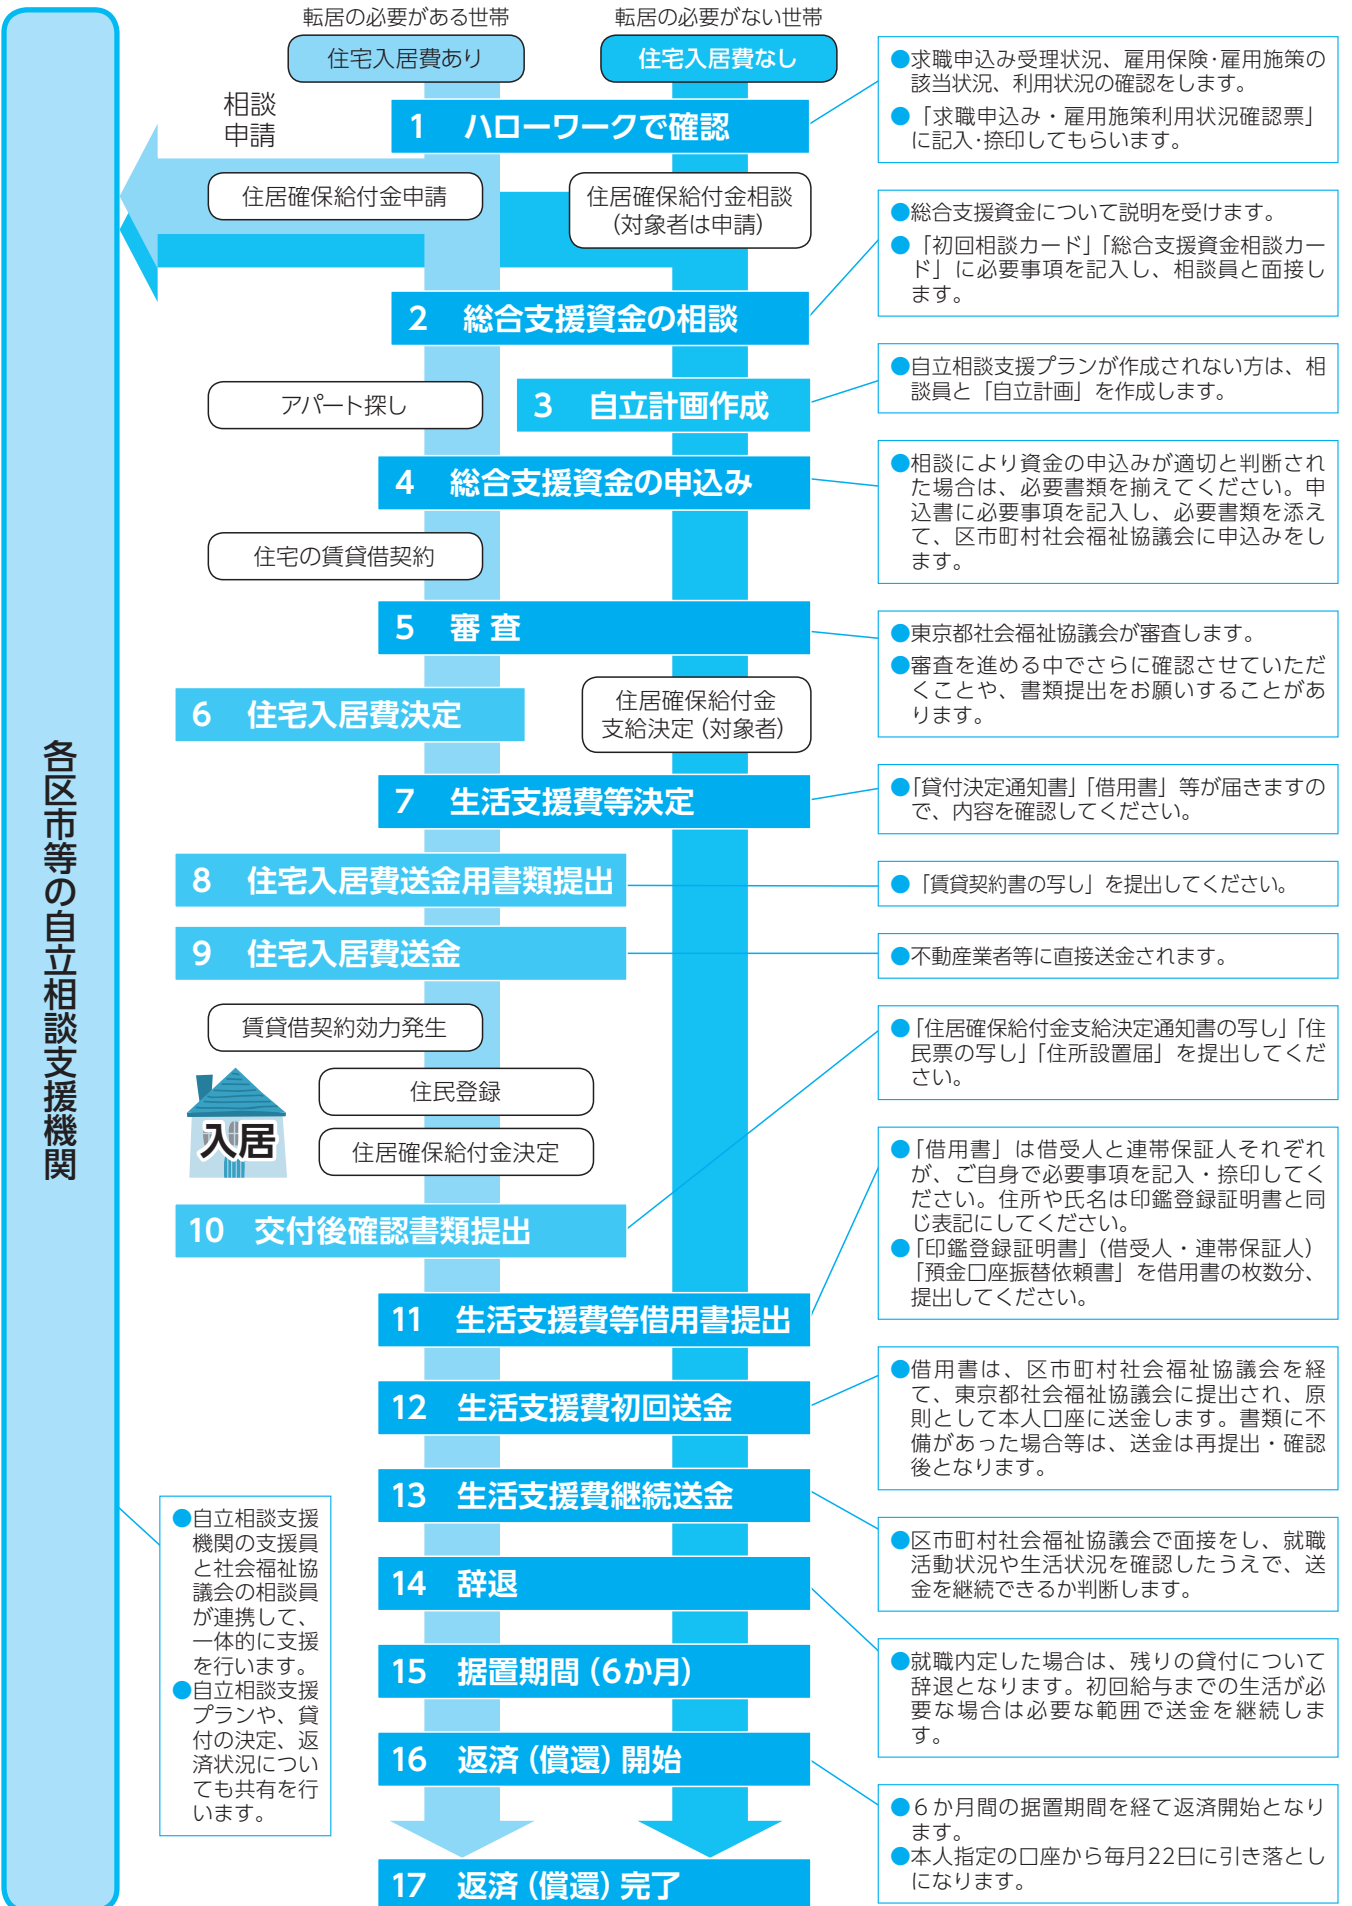 転居の必要がある世帯
転居の必要がない世帯
住宅入居費あり
住宅入居費なし
相談
申請
1 ハローワークで確認
●求職申込み受理状況、雇用保険・雇用施策の
該当状況、利用状況の確認をします。
●「求職申込み・雇用施策利用状況確認票」
に記入・捺印してもらいます。
住居確保給付金申請
住居確保給付金相談
(対象者は申請)
2 総合支援資金の相談
●総合支援資金について説明を受けます。
●「初回相談カード」「総合支援資金相談カー
ド」に必要事項を記入し、相談員と面接し
ます。
アパート探し
3 自立計画作成
●自立相談支援プランが作成されない方は、相
談員と「自立計画」を作成します。
4 総合支援資金の申込み
●相談により資金の申込みが適切と判断され
た場合は、必要書類を揃えてください。申
込書に必要事項を記入し、必要書類を添え
て、区市町村社会福祉協議会に申込みをし
ます。
住宅の賃貸借契約
5 審 査
●東京都社会福祉協議会が審査します。
●審査を進める中でさらに確認させていただ
くことや、書類提出をお願いすることがあ
ります。
6 住宅入居費決定
住居確保給付金
支給決定(対象者)
7 生活支援費等決定
●「貸付決定通知書」「借用書」等が届きますの
で、内容を確認してください。
8 住宅入居費送金用書類提出
●「賃貸契約書の写し」を提出してください。
9 住宅入居費送金
●不動産業者等に直接送金されます。
賃貸借契約効力発生
入居
住民登録
住居確保給付金決定
10 交付後確認書類提出
●「住居確保給付金支給決定通知書の写し」「住
民票の写し」「住所設置届」を提出してくだ
さい。
11 生活支援費等借用書提出
●「借用書」は借受人と連帯保証人それぞれ
が、ご自身で必要事項を記入・捺印してく
ださい。住所や氏名は印鑑登録証明書と同
じ表記にしてください。
●「印鑑登録証明書」(借受人・連帯保証人)
「預金口座振替依頼書」を借用書の枚数分、
提出してください。
12 生活支援費初回送金
●借用書は、区市町村社会福祉協議会を経
て、東京都社会福祉協議会に提出され、原
則として本人口座に送金します。書類に不
備があった場合等は、送金は再提出・確認
後となります。
13 生活支援費継続送金
●区市町村社会福祉協議会で面接をし、就職
活動状況や生活状況を確認したうえで、送
金を継続できるか判断します。
14 辞退
●就職内定した場合は、残りの貸付について
辞退となります。初回給与までの生活が必
要な場合は必要な範囲で送金を継続しま
す。
15 据置期間(6か月)
16 返済(償還)開始
●6か月間の据置期間を経て返済開始となり
ます。
●本人指定の口座から毎月22日に引き落とし
になります。
17 返済(償還)完了
各区市等の自立相談支援機関
●自立相談支援
機関の支援員
と社会福祉協
議会の相談員
が連携して、
一体的に支援
を行います。
●自立相談支援
プランや、貸
付の決定、返
済状況につい
ても共有を行
います。